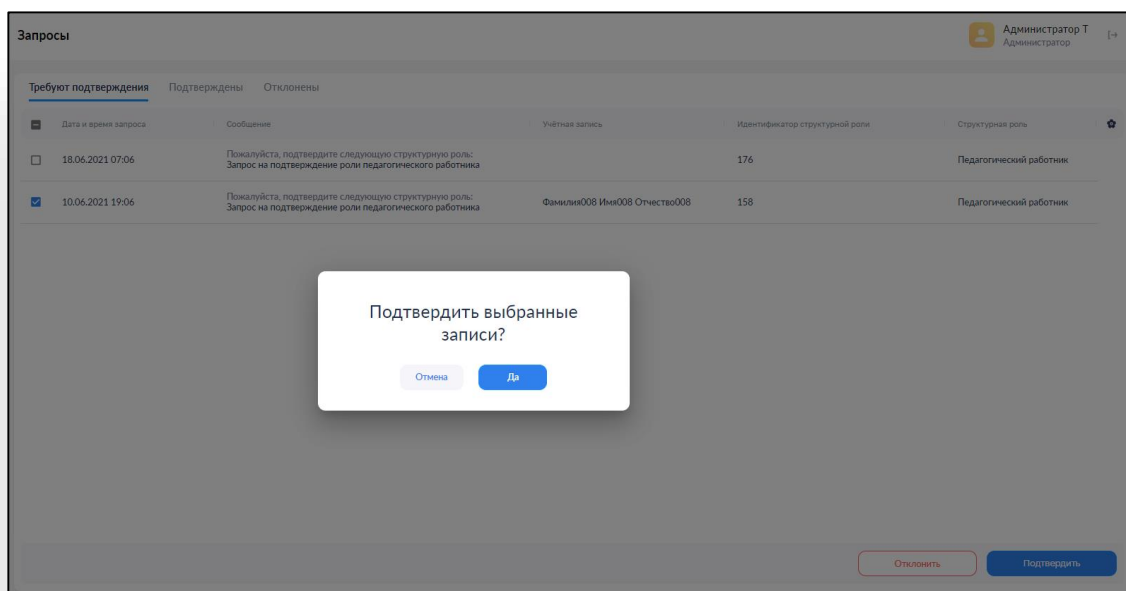 Запросы
Администратор Т
Администратор
Требуют подтверждения Подтверждены Отклонены
Дата и время запроса Сообщение Учётная запись Идентификатор структурной роли Структурная роль
Пожалуйста, подтвердите следующую структурную роль:
18.06.2021 07:06 Запрос на подтверждение роли педагогического работника 176 Педагогический работник
Пожалуйста, подтвердите следующую структурную роль:
10.06.2021 19:06 Запрос на подтверждение роли педагогического работника Фамилия008 Имя008 Отчество008 158 Педагогический работник
Подтвердить выбранные
записи?
Отмена Да
Отклонить Подтвердить